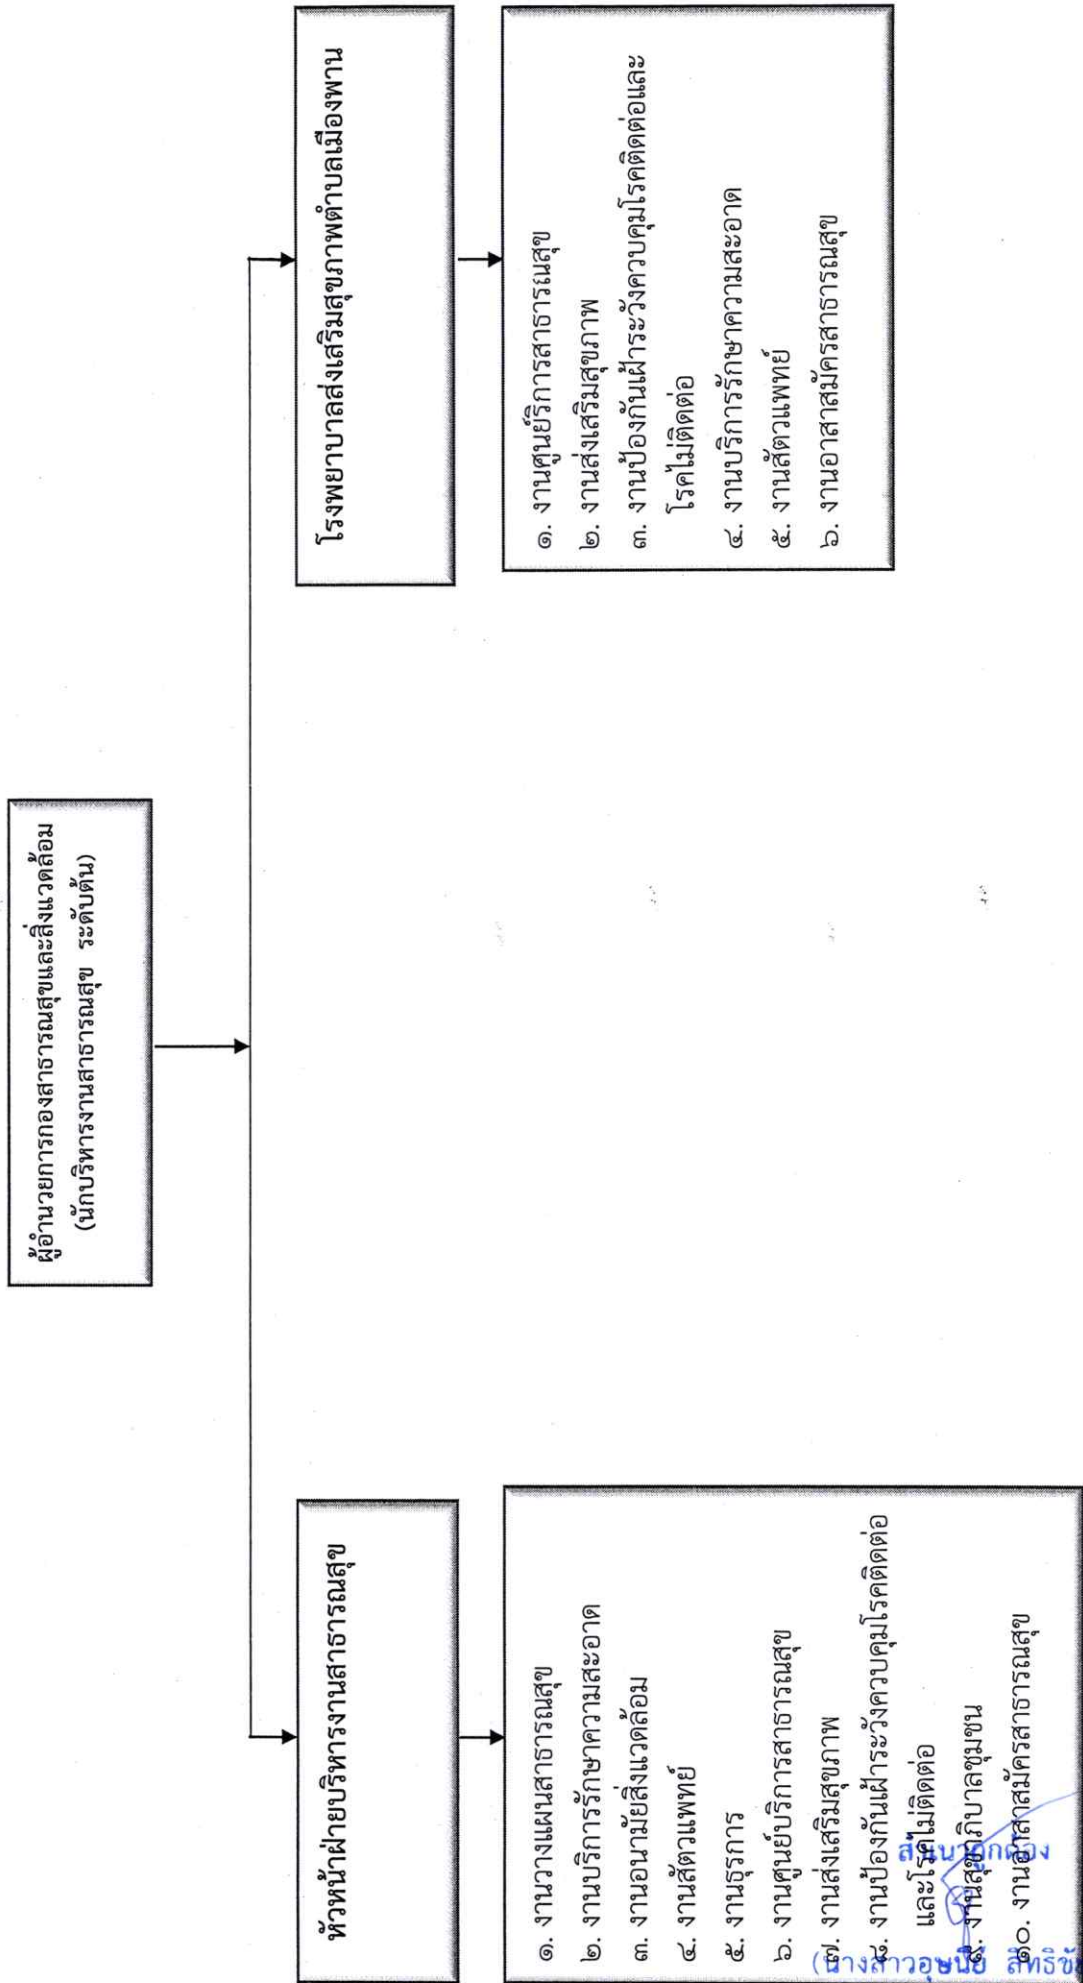 ผู้อำนวยการกองสาธารณสุขและสิ่งแวดล้อม
(นักบริหารงานสาธารณสุข ระดับต้น)
หัวหน้าฝ่ายบริหารงานสาธารณสุข
๑. งานวางแผนสาธารณสุข
๒. งานบริการรักษาความสะอาด
๓. งานอนามัยสิ่งแวดล้อม
๔. งานสัตวแพทย์
๕. งานธุรการ
๖. งานศูนย์บริการสาธารณสุข
๗. งานส่งเสริมสุขภาพ
๘. งานป้องกันเฝ้าระวังควบคุมโรคติดต่อ
และโรคไม่ติดต่อ
๙. งานสุขาภิบาลชุมชน
๑๐. งานอาสาสมัครสาธารณสุข
โรงพยาบาลส่งเสริมสุขภาพตำบลเมืองพาน
๑. งานศูนย์ริการสาธารณสุข
๒. งานส่งเสริมสุขภาพ
๓. งานป้องกันเฝ้าระวังควบคุมโรคติดต่อและ
โรคไม่ติดต่อ
๔. งานบริการรักษาความสะอาด
๕. งานสัตวแพทย์
๖. งานอาสาสมัครสาธารณสุข
สำเนาถูกต้อง
(นางสาวอุษนีย์